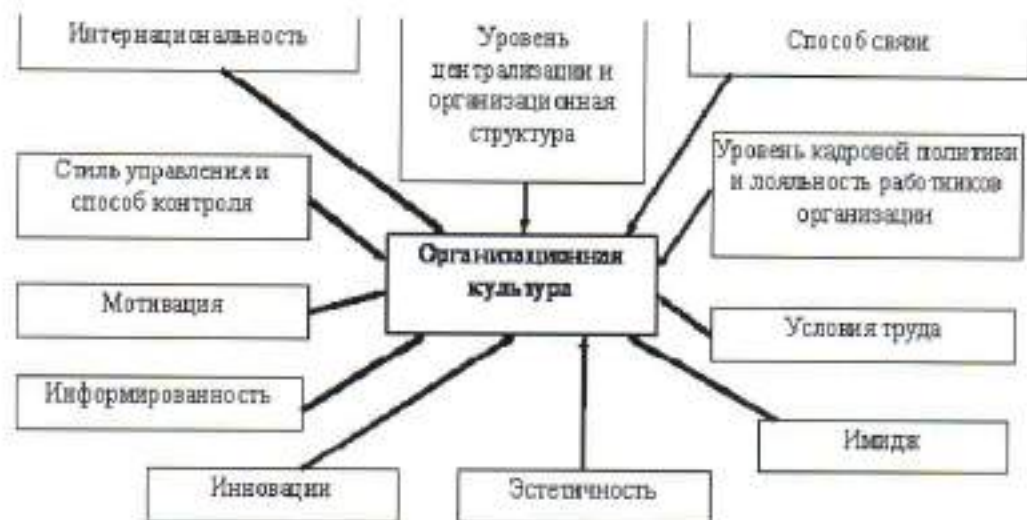 Интернациональность
Уровень
централизации и
организационная
структура
Способ связи
Стиль управления и
способ контроля
Уровень кадровой политики
и лояльность работников
организации
Организационная
культура
Мотивация
Условия труда
Информированность
Имидж
Инновации
Эстетичность